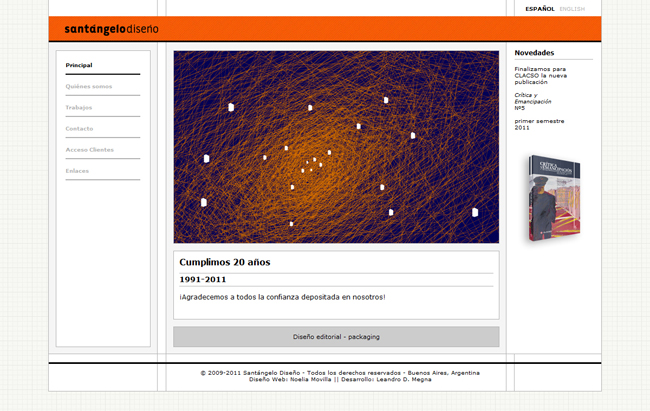 ESPAÑOL ENGLISH
santángelodiseño
Principal
Quiénes somos
Trabajos
Contacto
Acceso Clientes
Enlaces
Cumplimos 20 años
1991-2011
¡Agradecemos a todos la confianza depositada en nosotros!
Diseño editorial - packaging
Novedades
Finalizamos para
CLACSO la nueva
publicación
Crítica y
Emancipación
Nº5
primer semestre
2011
CRÍTICA
EMANCIPACIÓN
© 2009-2011 Santángelo Diseño - Todos los derechos reservados - Buenos Aires, Argentina
Diseño Web: Noelia Movilla || Desarrollo: Leandro D. Megna